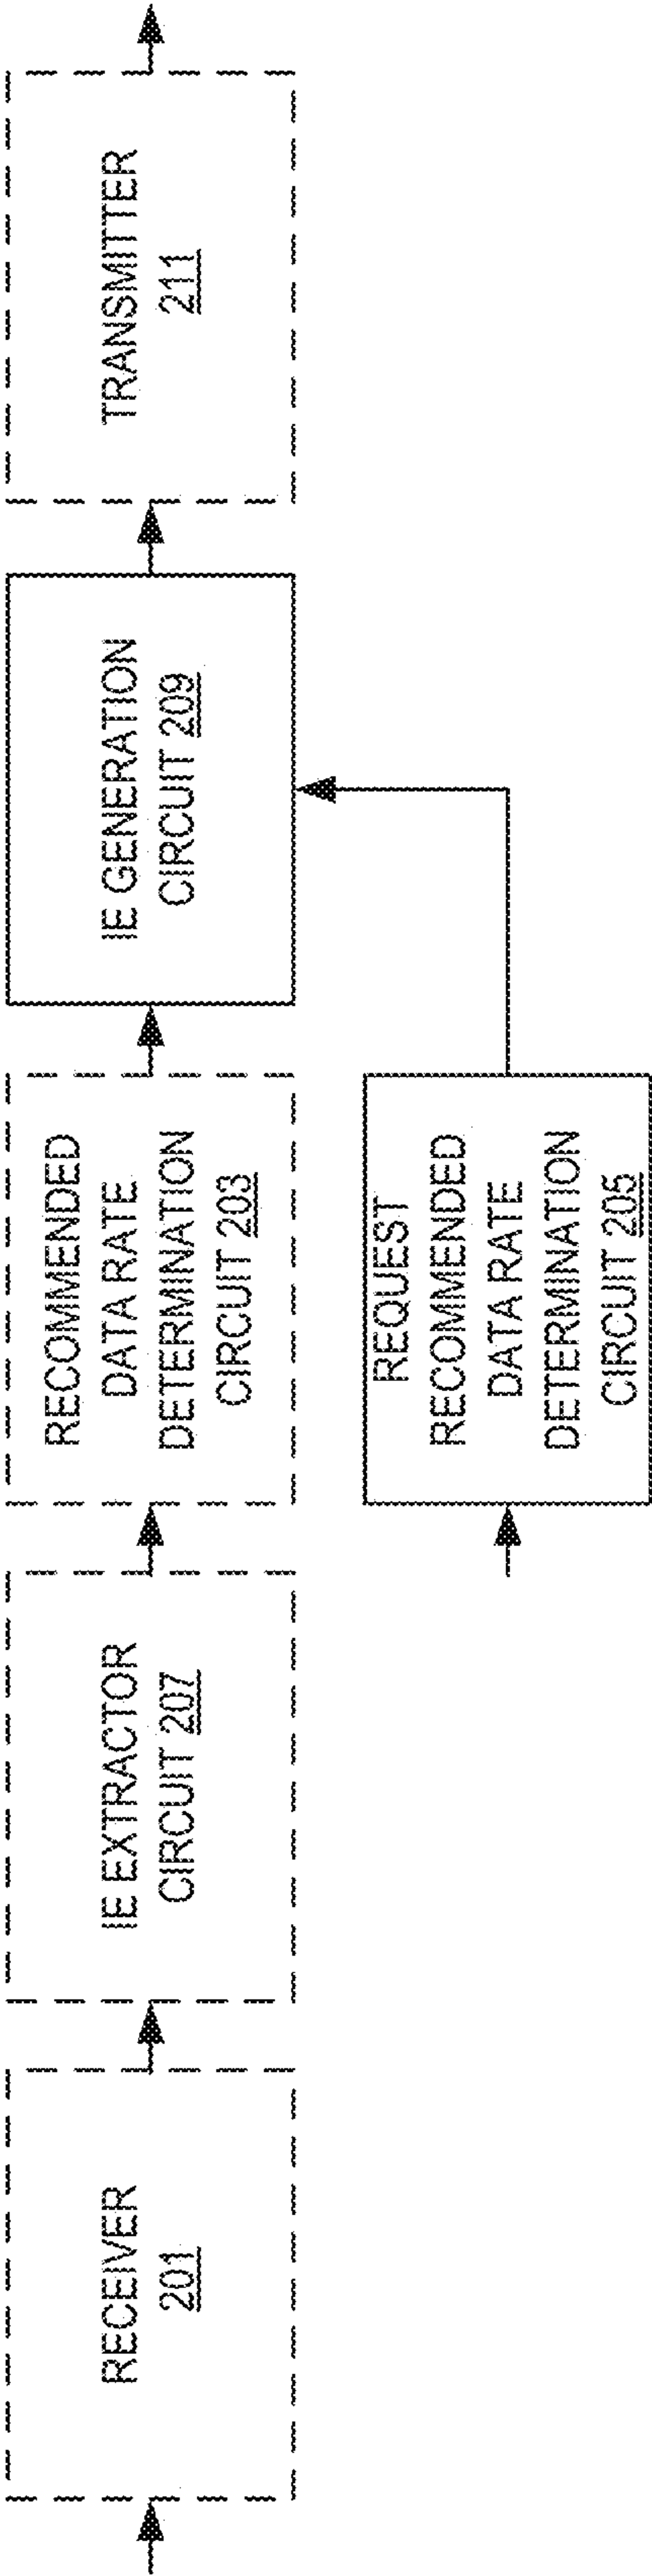 RECEIVER
201
IE EXTRACTOR
CIRCUIT 207
RECOMMENDED
DATA RATE
DETERMINATION
CIRCUIT 203
IE GENERATION
CIRCUIT 209
TRANSMITTER
211
REQUEST
RECOMMENDED
DATA RATE
DETERMINATION
CIRCUIT 205